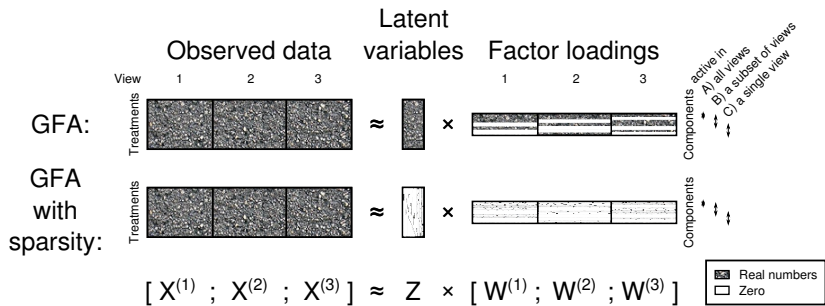 Latent
Observed data variables Factor loadings
View 1 2 3 1 2 3
active in
A) all views
B) a subset of views
C) a single view
GFA: Treatments ≈ × Components
GFA
with
sparsity: Treatments ≈ × Components
[ X(1) ; X(2) ; X(3) ] ≈ Z × [ W(1) ; W(2) ; W(3) ]
Real numbers
Zero